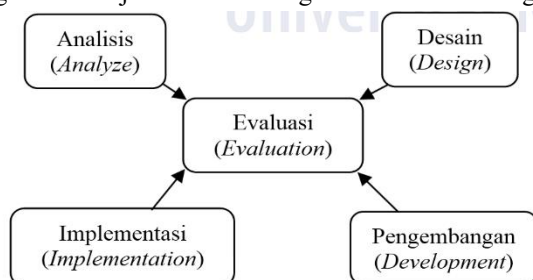 Analisis
(Analyze)
Desain
(Design)
Evaluasi
(Evaluation)
Implementasi
(Implementation)
Pengembangan
(Development)